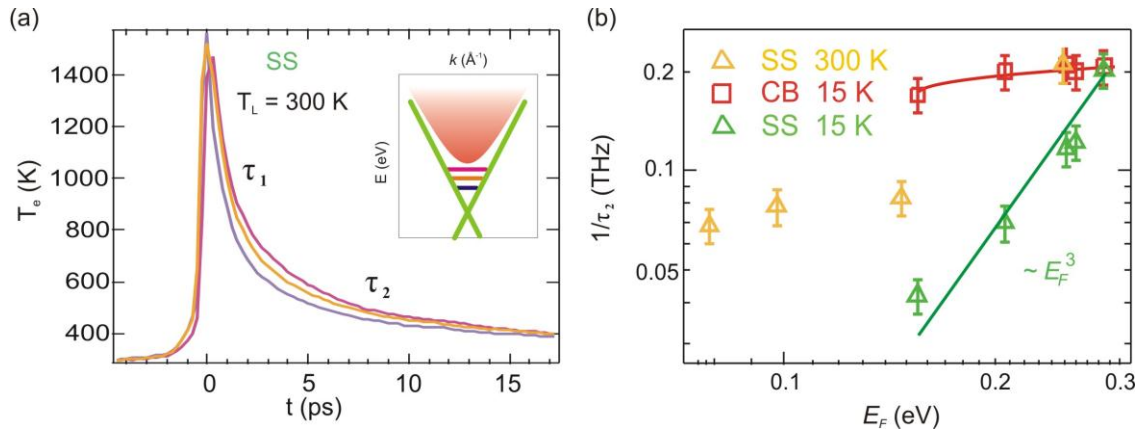 (a)
1400
1200
1000
800
600
400
Tₑ (K)
0
5
10
15
t (ps)
SS
T_L = 300 K
τ₁
τ₂
k (Å⁻¹)
E (eV)
(b)
SS 300 K
CB 15 K
SS 15 K
0.2
0.1
0.05
1/τ₂ (THz)
~ E_F³
0.1
0.2
0.3
E_F (eV)